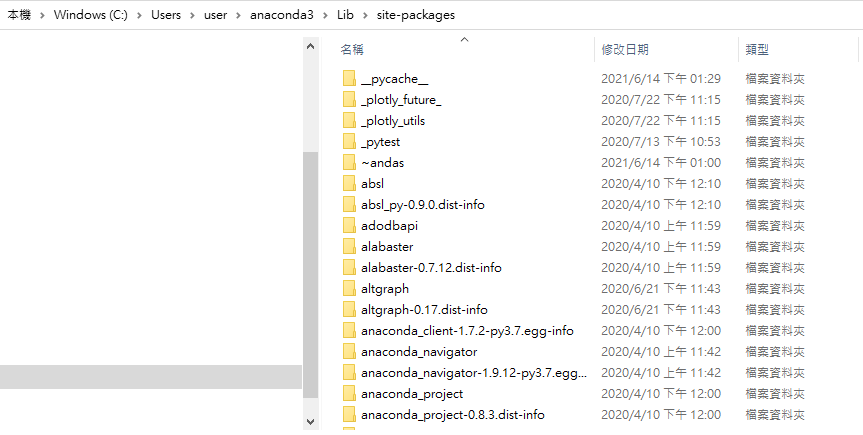 本機 > Windows (C:) > Users > user > anaconda3 > Lib > site-packages
名稱 修改日期 類型
__pycache__ 2021/6/14 下午 01:29 檔案資料夾
_plotly_future_ 2020/7/22 下午 11:15 檔案資料夾
_plotly_utils 2020/7/22 下午 11:15 檔案資料夾
_pytest 2020/7/13 下午 10:53 檔案資料夾
~andas 2021/6/14 下午 01:00 檔案資料夾
absl 2020/4/10 下午 12:10 檔案資料夾
absl_py-0.9.0.dist-info 2020/4/10 下午 12:10 檔案資料夾
adodbapi 2020/4/10 上午 11:59 檔案資料夾
alabaster 2020/4/10 上午 11:59 檔案資料夾
alabaster-0.7.12.dist-info 2020/4/10 上午 11:59 檔案資料夾
altgraph 2020/6/21 下午 11:43 檔案資料夾
altgraph-0.17.dist-info 2020/6/21 下午 11:43 檔案資料夾
anaconda_client-1.7.2-py3.7.egg-info 2020/4/10 下午 12:00 檔案資料夾
anaconda_navigator 2020/4/10 上午 11:42 檔案資料夾
anaconda_navigator-1.9.12-py3.7.egg... 2020/4/10 上午 11:42 檔案資料夾
anaconda_project 2020/4/10 下午 12:00 檔案資料夾
anaconda_project-0.8.3.dist-info 2020/4/10 下午 12:00 檔案資料夾